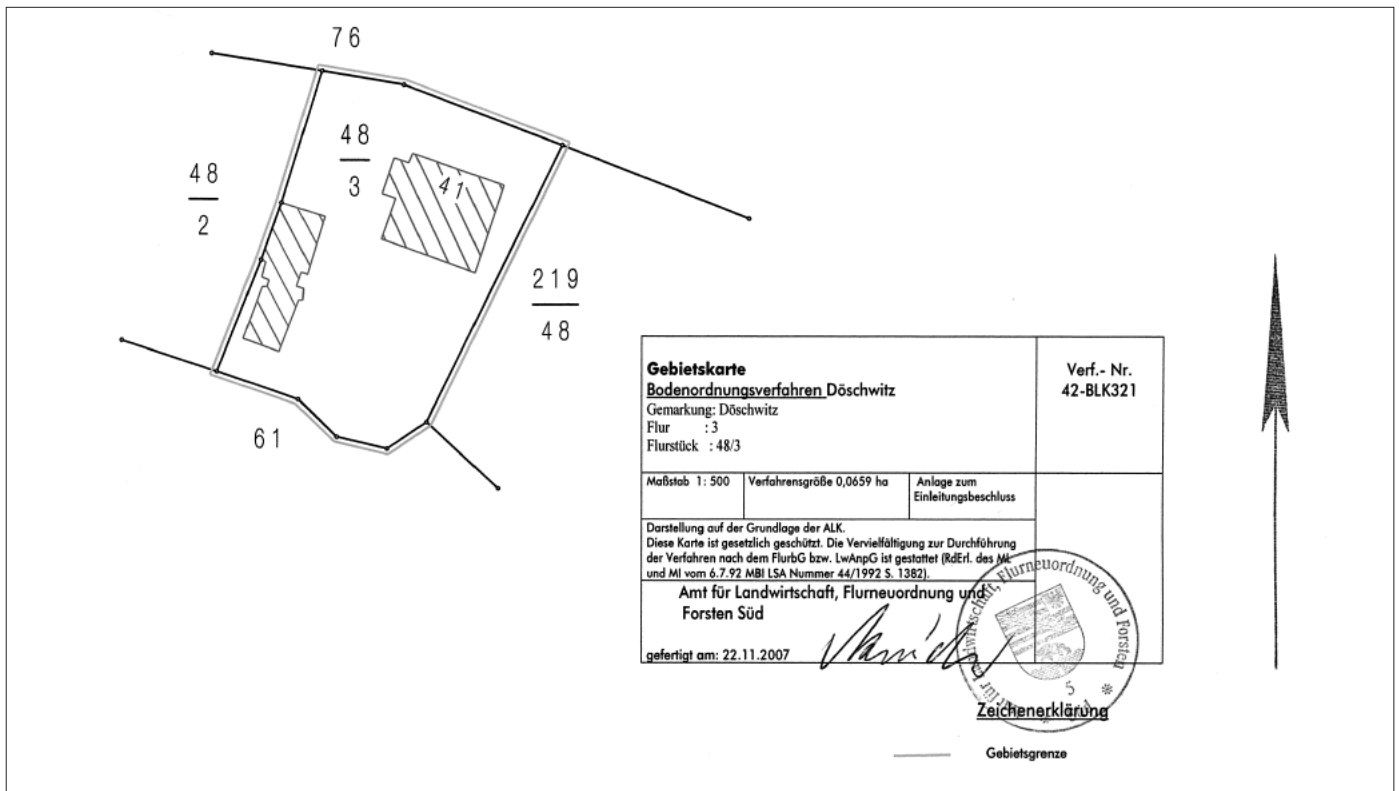 76
48
3
48
2
41
219
48
61
Gebietskarte
Bodenordnungsverfahren Döschwitz
Gemarkung: Döschwitz
Flur : 3
Flurstück : 48/3
Verf.- Nr.
42-BLK321
Maßstab 1: 500
Verfahrensgröße 0,0659 ha
Anlage zum
Einleitungsbeschluss
Darstellung auf der Grundlage der ALK.
Diese Karte ist gesetzlich geschützt. Die Vervielfältigung zur Durchführung
der Verfahren nach dem FlurbG bzw. LwAnpG ist gestattet (RdErl. des ML
und MI vom 6.7.92 MBl LSA Nummer 44/1992 S. 1382).
Amt für Landwirtschaft, Flurneuordnung und
Forsten Süd
gefertigt am: 22.11.2007
Amt für Landwirtschaft, Flurneuordnung und Forsten
5
Zeichenerklärung
Gebietsgrenze